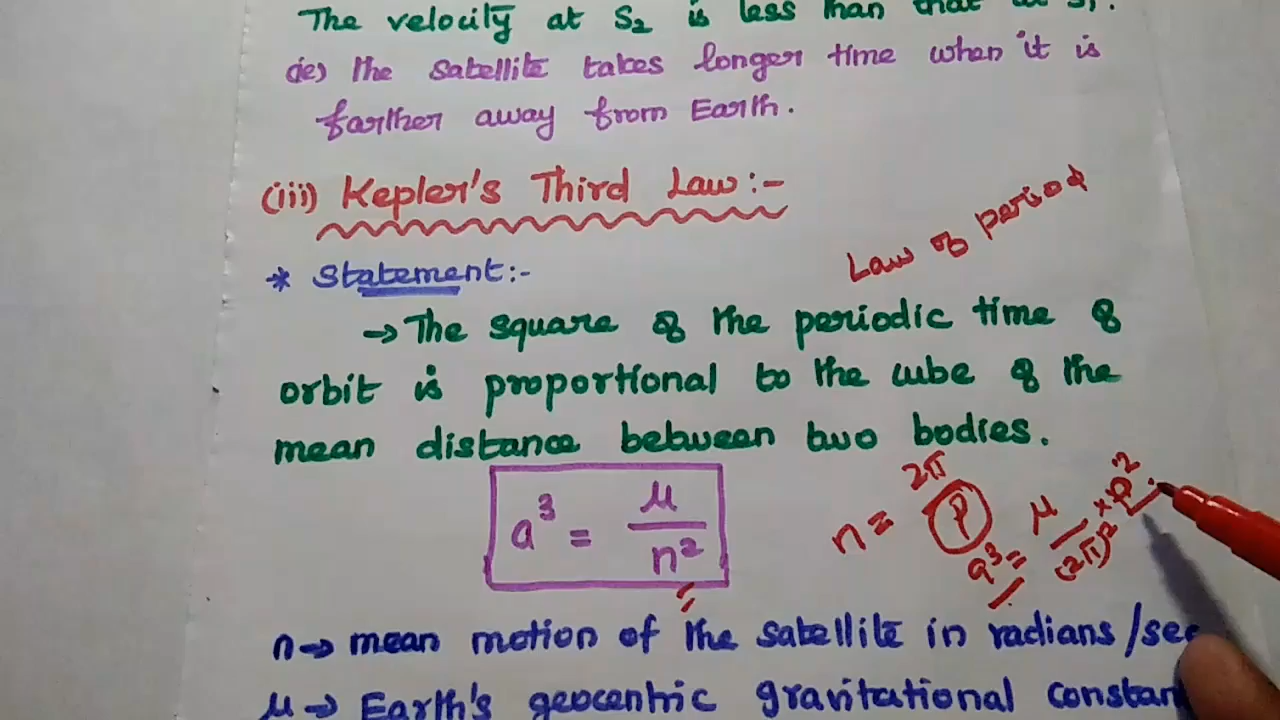 The velocity at S₂ is less than that at S₁.
(ie) the satellite takes longer time when it is
farther away from Earth.
(iii) Kepler's Third Law:-
Law of period
* Statement:-
→ The square of the periodic time of
orbit is proportional to the cube of the
mean distance between two bodies.
a³ = μ/n²
n = 2π/P
a³ = μ/(2π)² × P²
n → mean motion of the satellite in radians/sec
μ → Earth's geocentric gravitational constant